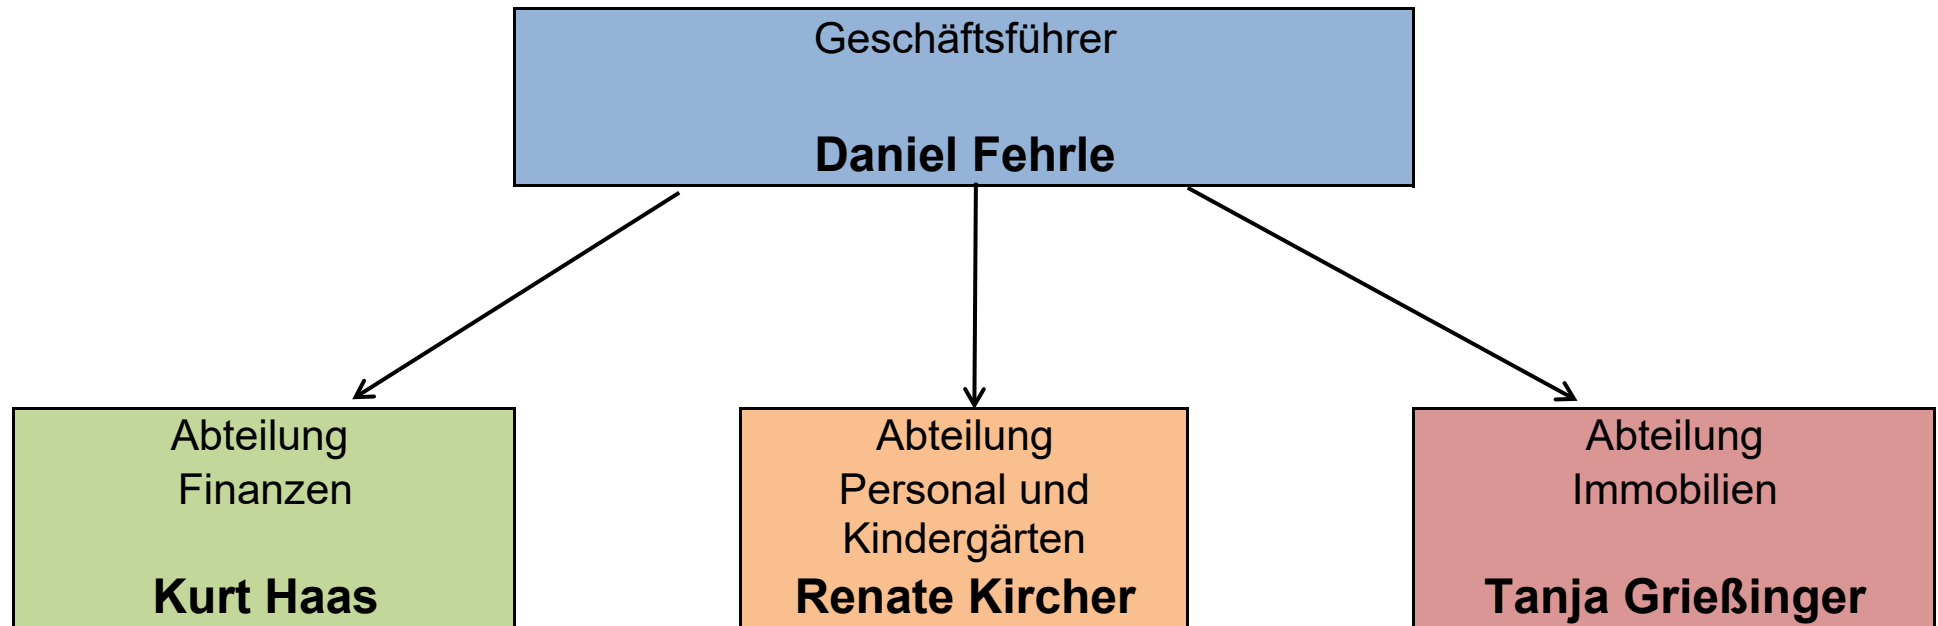 Geschäftsführer
Daniel Fehrle
Abteilung
Finanzen
Kurt Haas
Abteilung
Personal und
Kindergärten
Renate Kircher
Abteilung
Immobilien
Tanja Grießinger